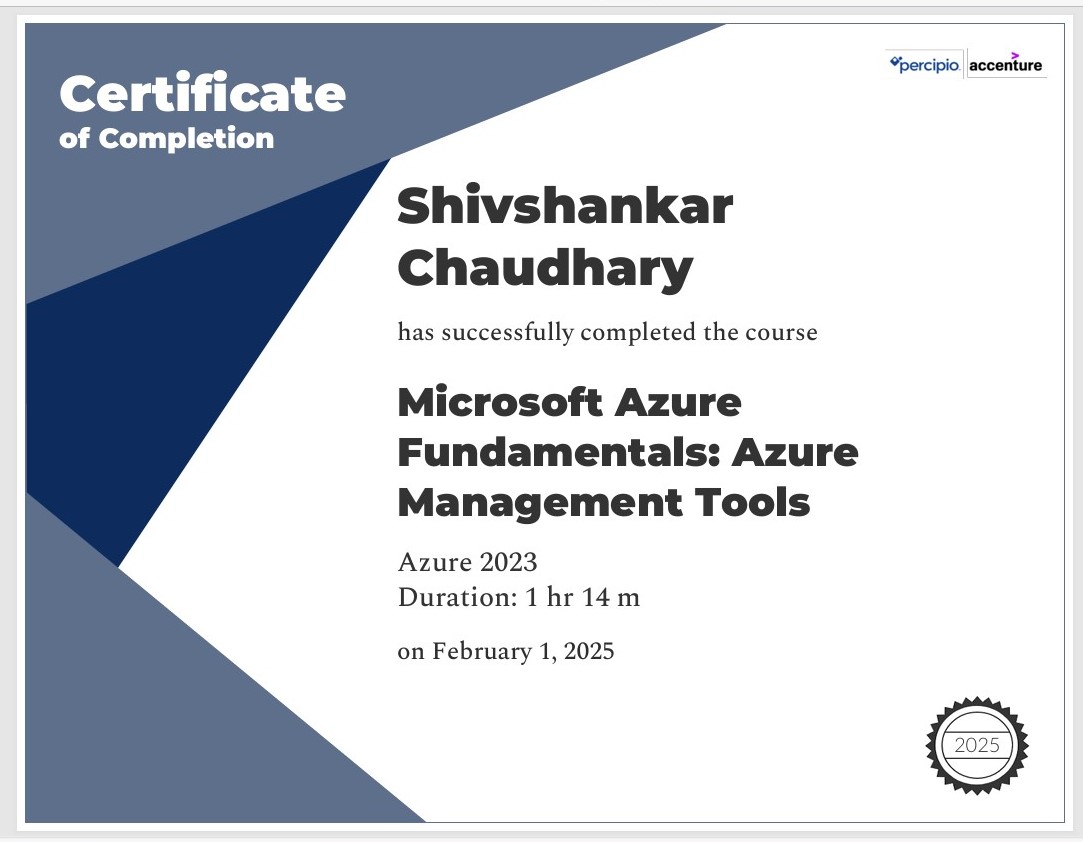 Certificate
of Completion
percipio. accenture
Shivshankar
Chaudhary
has successfully completed the course
Microsoft Azure
Fundamentals: Azure
Management Tools
Azure 2023
Duration: 1 hr 14 m
on February 1, 2025
2025